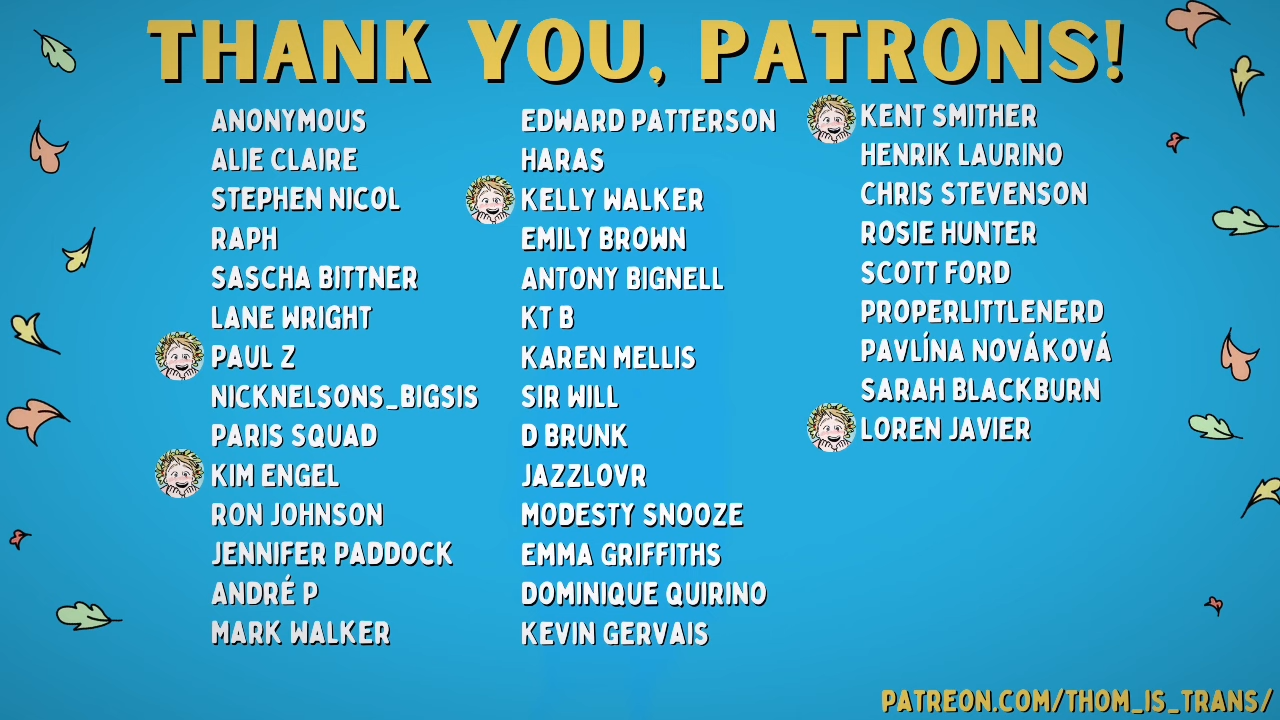 THANK YOU, PATRONS!
ANONYMOUS
ALIE CLAIRE
STEPHEN NICOL
RAPH
SASCHA BITTNER
LANE WRIGHT
PAUL Z
NICKNELSONS_BIGSIS
PARIS SQUAD
KIM ENGEL
RON JOHNSON
JENNIFER PADDOCK
ANDRÉ P
MARK WALKER
EDWARD PATTERSON
HARAS
KELLY WALKER
EMILY BROWN
ANTONY BIGNELL
KT B
KAREN MELLIS
SIR WILL
D BRUNK
JAZZLOVR
MODESTY SNOOZE
EMMA GRIFFITHS
DOMINIQUE QUIRINO
KEVIN GERVAIS
KENT SMITHER
HENRIK LAURINO
CHRIS STEVENSON
ROSIE HUNTER
SCOTT FORD
PROPERLITTLENERD
PAVLÍNA NOVÁKOVÁ
SARAH BLACKBURN
LOREN JAVIER
PATREON.COM/THOM_IS_TRANS/